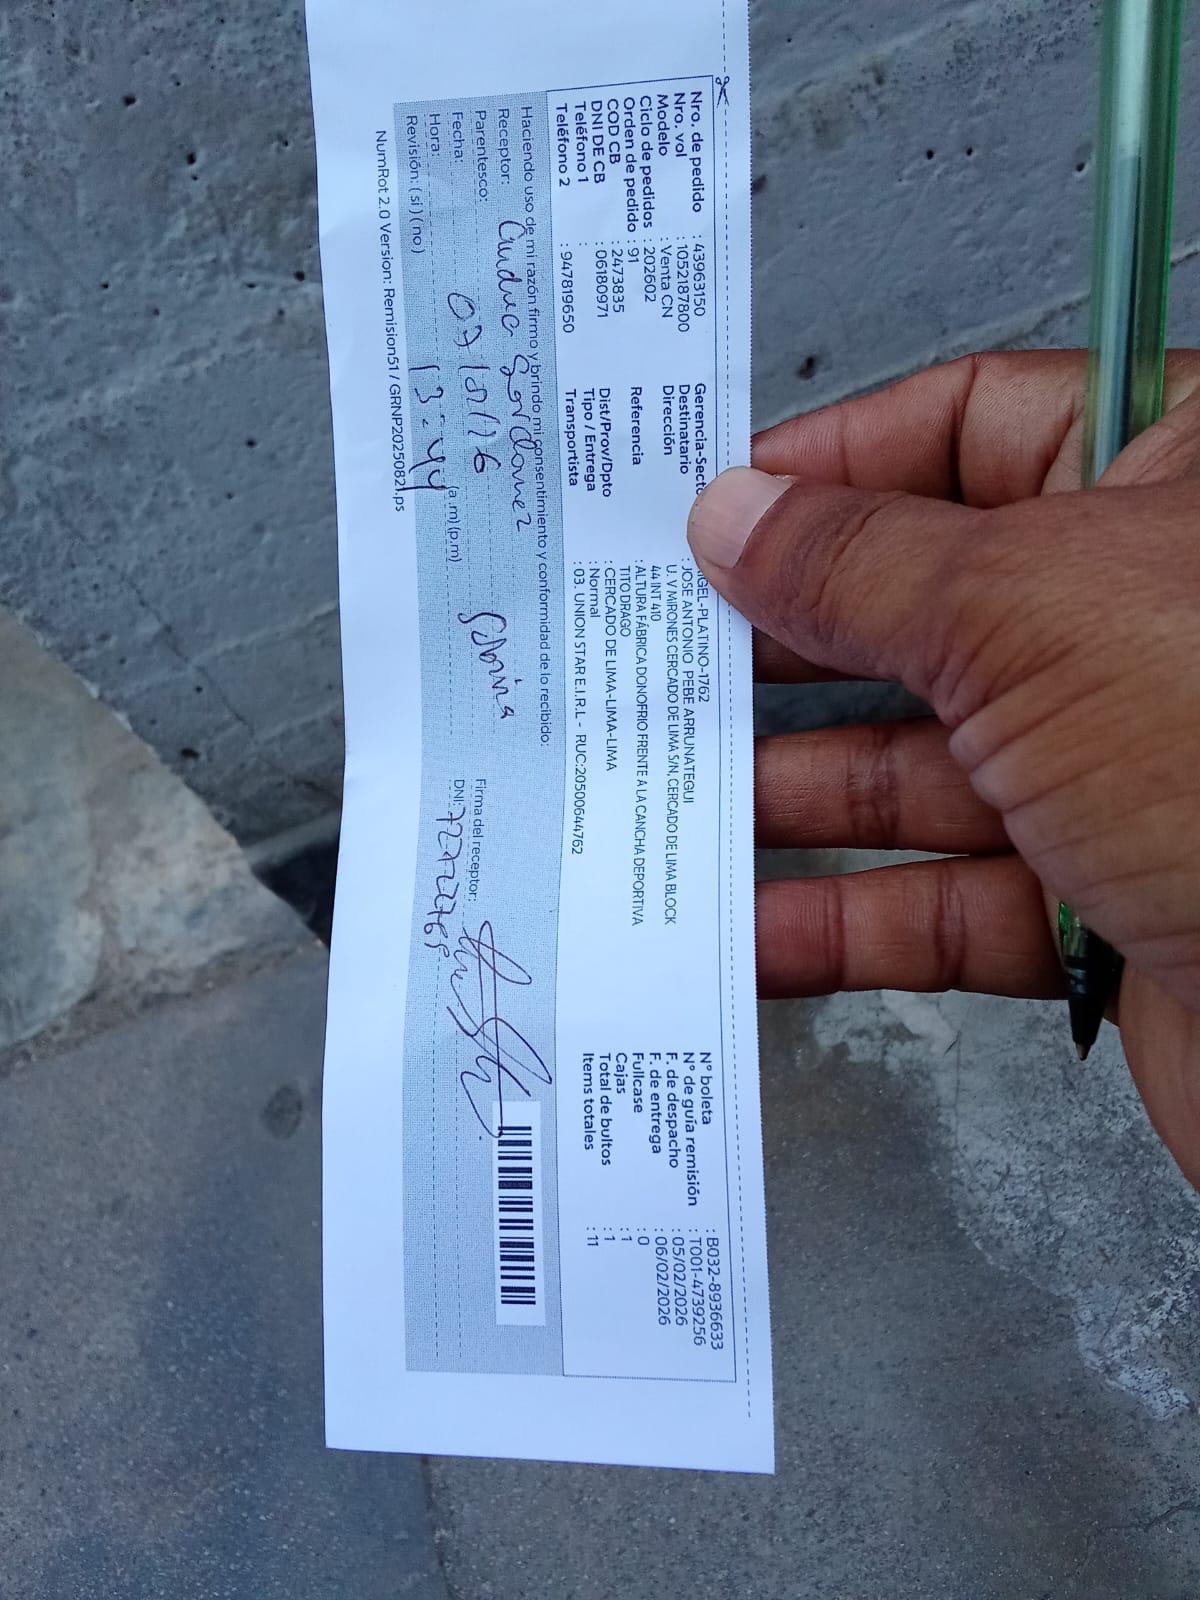 Nro. de pedido : 43963150
Nro. vol : 1052187800
Modelo : Venta CN
Ciclo de pedidos : 202602
Orden de pedido : 91
COD CB : 2473835
DNI DE CB : 06180971
Teléfono 1 :
Teléfono 2 : 947819650
Gerencia-Secto GEL-PLATINO-1762
Destinatario : JOSE ANTONIO PEBE ARRUNATEGUI
Dirección U. V MIRONES CERCADO DE LIMA S/N, CERCADO DE LIMA BLOCK
44 INT 410
Referencia : ALTURA FÁBRICA DONOFRIO FRENTE A LA CANCHA DEPORTIVA
TITO DRAGO
Dist/Prov/Dpto : CERCADO DE LIMA-LIMA-LIMA
Tipo / Entrega : Normal
Transportista : 03. UNION STAR E.I.R.L - RUC:20500644762
N° boleta : B032-8936633
N° de guía remisión : T001-4739256
F. de despacho : 05/02/2026
F. de entrega : 06/02/2026
Fullcase : 0
Cajas : 1
Total de bultos : 1
Items totales : 11
Haciendo uso de mi razón firmo y brindo mi consentimiento y conformidad de lo recibido:
Receptor:
Parentesco:
Fecha:
Hora: 13:44 (a.m) (p.m)
Revisión: ( si ) ( no )
Firma del receptor:
DNI:
NumRot 2.0 Version: Remision51 / GRNP20250821.ps